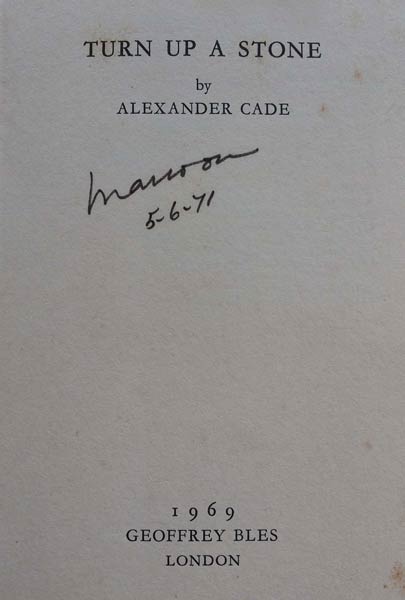 TURN UP A STONE
by
ALEXANDER CADE
5-6-71
1969
GEOFFREY BLES
LONDON